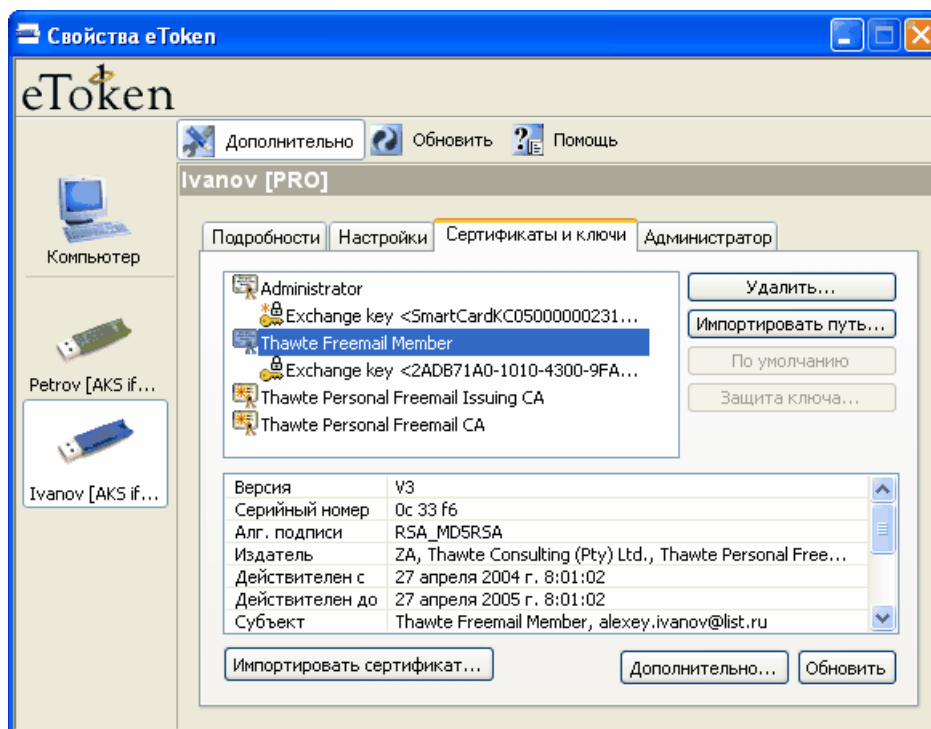 Свойства eToken
eToken
Дополнительно Обновить Помощь
Ivanov [PRO]
Компьютер
Petrov [AKS if...
Ivanov [AKS if...
Подробности Настройки Сертификаты и ключи Администратор
Administrator
Exchange key <SmartCardKC05000000231...
Thawte Freemail Member
Exchange key <2ADB71A0-1010-4300-9FA...
Thawte Personal Freemail Issuing CA
Thawte Personal Freemail CA
Удалить...
Импортировать путь...
По умолчанию
Защита ключа...
Версия V3
Серийный номер 0c 33 f6
Алг. подписи RSA_MD5RSA
Издатель ZA, Thawte Consulting (Pty) Ltd., Thawte Personal Free...
Действителен с 27 апреля 2004 г. 8:01:02
Действителен до 27 апреля 2005 г. 8:01:02
Субъект Thawte Freemail Member, alexey.ivanov@list.ru
Импортировать сертификат... Дополнительно... Обновить